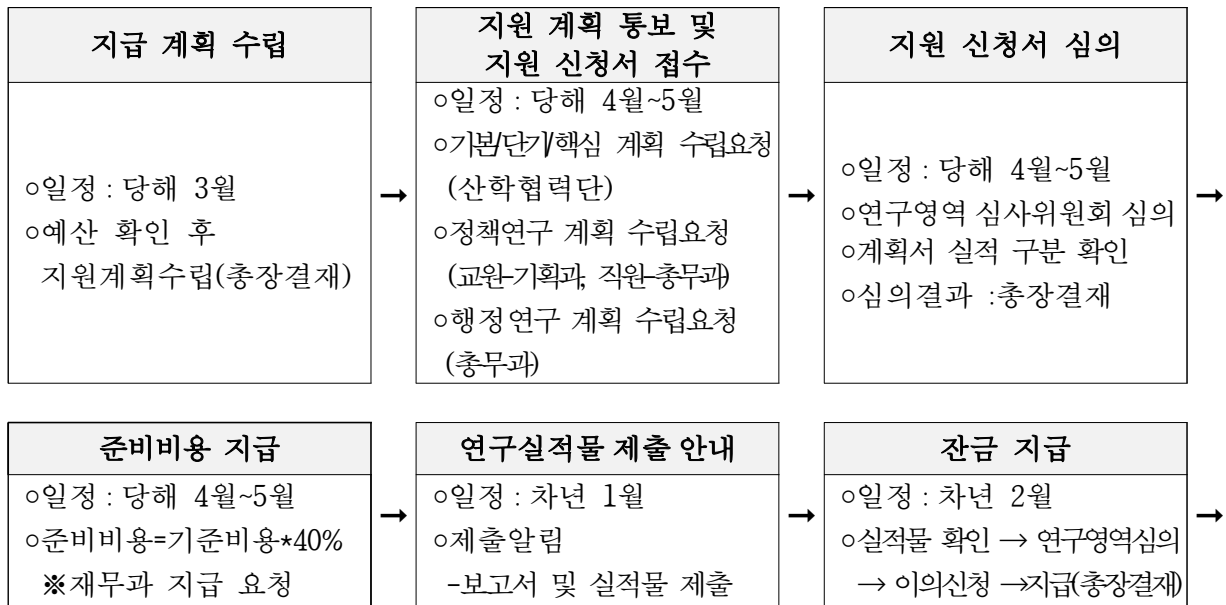 지급 계획 수립
○일정 : 당해 3월
○예산 확인 후
지원계획수립(총장결재)
→
지원 계획 통보 및
지원 신청서 접수
○일정 : 당해 4월~5월
○기본/단기/핵심 계획 수립요청
(산학협력단)
○정책연구 계획 수립요청
(교원-기획과, 직원-총무과)
○행정연구 계획 수립요청
(총무과)
→
지원 신청서 심의
○일정 : 당해 4월~5월
○연구영역 심사위원회 심의
○계획서 실적 구분 확인
○심의결과 :총장결재
→
준비비용 지급
○일정 : 당해 4월~5월
○준비비용=기준비용*40%
※재무과 지급 요청
→
연구실적물 제출 안내
○일정 : 차년 1월
○제출알림
-보고서 및 실적물 제출
→
잔금 지급
○일정 : 차년 2월
○실적물 확인 → 연구영역심의
→ 이의신청 →지급(총장결재)
→